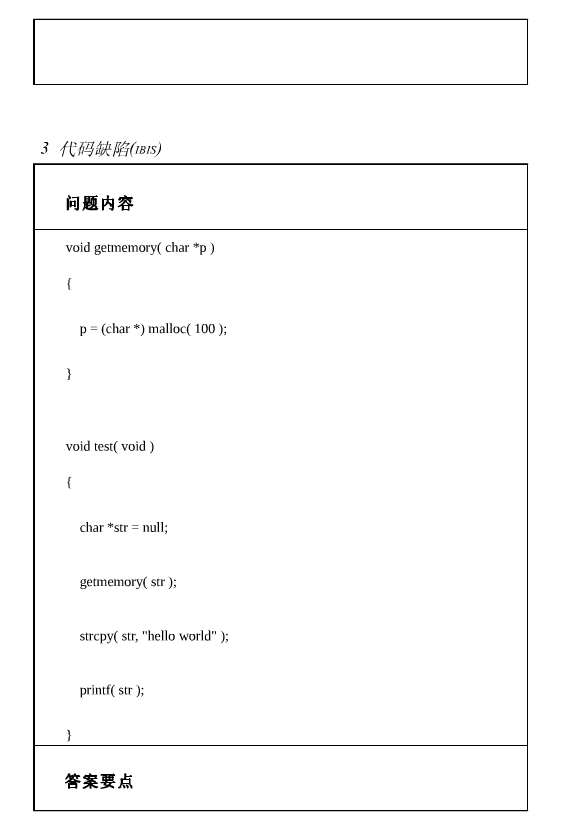 3 代码缺陷(IBIS)
问题内容
void getmemory( char *p )
{
p = (char *) malloc( 100 );
}
void test( void )
{
char *str = null;
getmemory( str );
strcpy( str, "hello world" );
printf( str );
}
答案要点